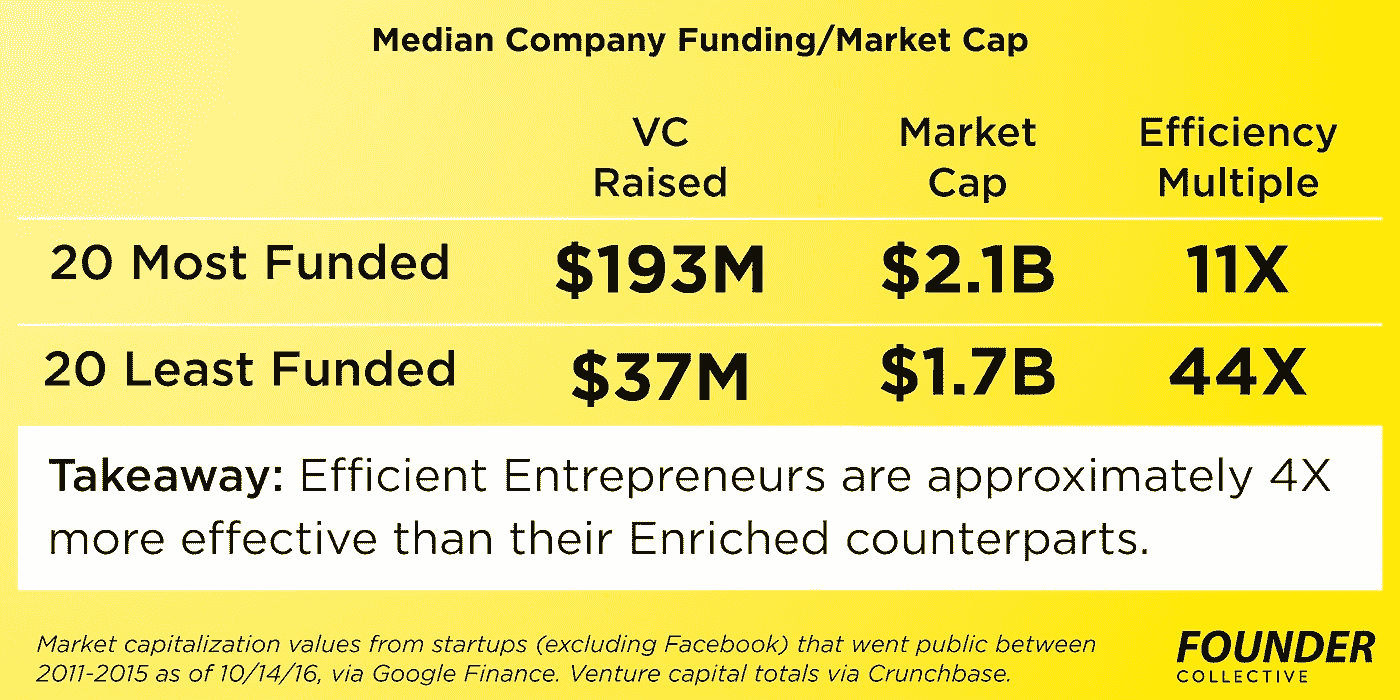 Median Company Funding/Market Cap
VC Raised Market Cap Efficiency Multiple
20 Most Funded $193M $2.1B 11X
20 Least Funded $37M $1.7B 44X
Takeaway: Efficient Entrepreneurs are approximately 4X
more effective than their Enriched counterparts.
Market capitalization values from startups (excluding Facebook) that went public between
2011-2015 as of 10/14/16, via Google Finance. Venture capital totals via Crunchbase.
FOUNDER
COLLECTIVE